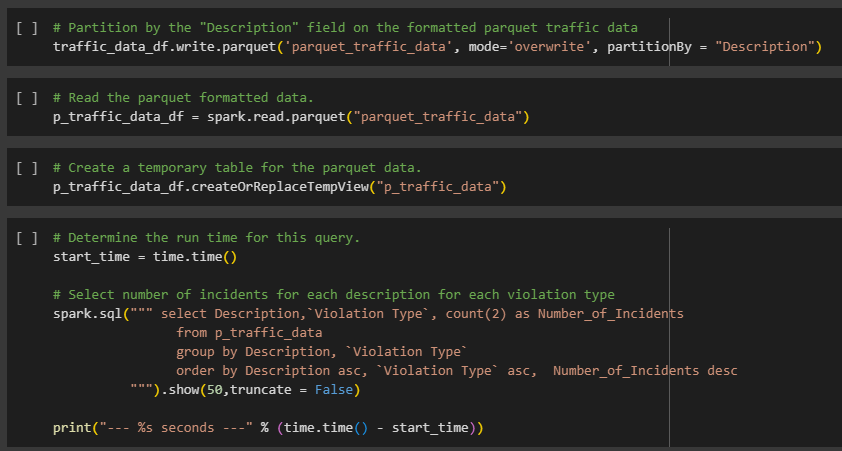 [ ] # Partition by the "Description" field on the formatted parquet traffic data
traffic_data_df.write.parquet('parquet_traffic_data', mode='overwrite', partitionBy = "Description")
[ ] # Read the parquet formatted data.
p_traffic_data_df = spark.read.parquet("parquet_traffic_data")
[ ] # Create a temporary table for the parquet data.
p_traffic_data_df.createOrReplaceTempView("p_traffic_data")
[ ] # Determine the run time for this query.
start_time = time.time()
# Select number of incidents for each description for each violation type
spark.sql(""" select Description,`Violation Type`, count(2) as Number_of_Incidents
from p_traffic_data
group by Description, `Violation Type`
order by Description asc, `Violation Type` asc,  Number_of_Incidents desc
""").show(50,truncate = False)
print("--- %s seconds ---" % (time.time() - start_time))